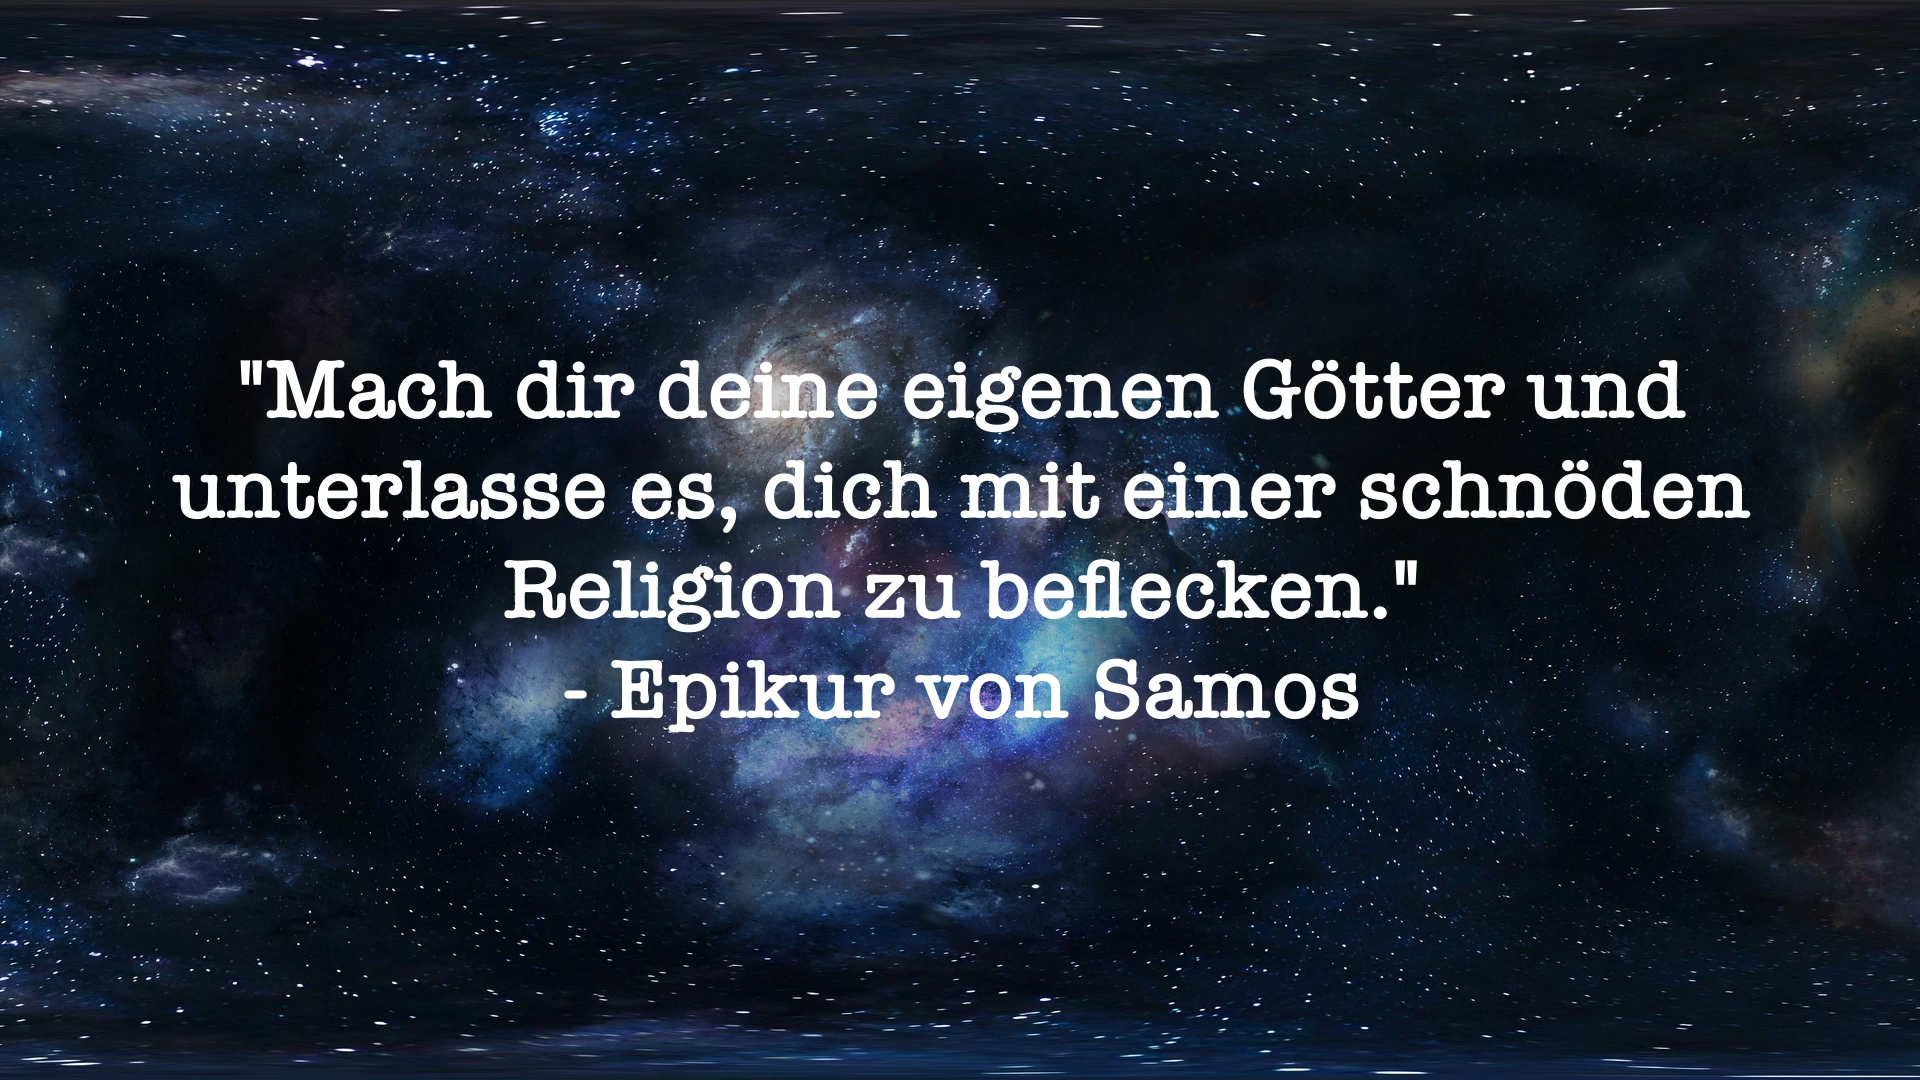 "Mach dir deine eigenen Götter und
unterlasse es, dich mit einer schnöden
Religion zu beflecken."
- Epikur von Samos